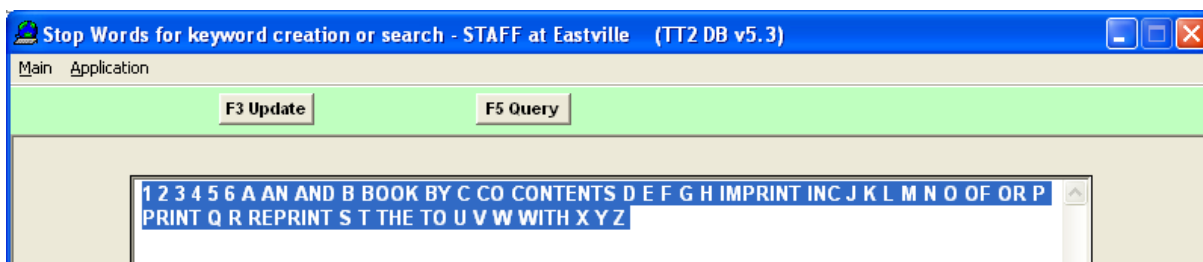 Stop Words for keyword creation or search - STAFF at Eastville (TT2 DB v5.3)
Main Application
F3 Update F5 Query
1 2 3 4 5 6 A AN AND B BOOK BY C CO CONTENTS D E F G H IMPRINT INC J K L M N O OF OR P
PRINT Q R REPRINT S T THE TO U V W WITH X Y Z